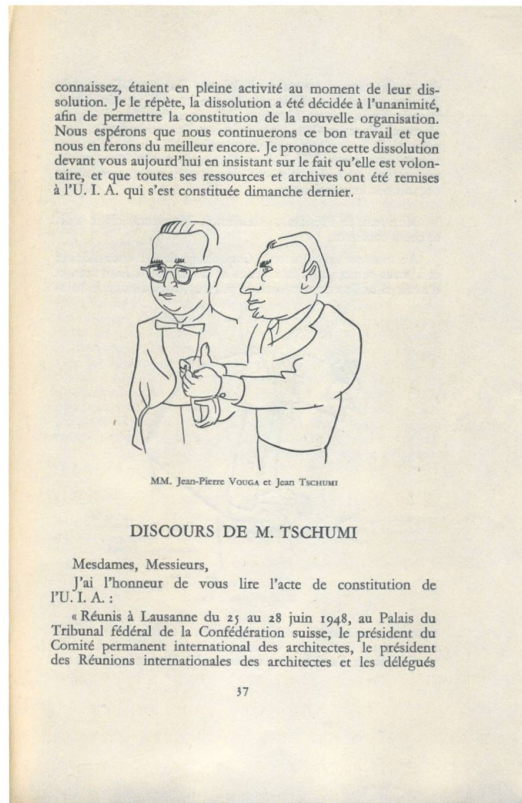 connaissez, étaient en pleine activité au moment de leur dis-
solution. Je le répète, la dissolution a été décidée à l'unanimité,
afin de permettre la constitution de la nouvelle organisation.
Nous espérons que nous continuerons ce bon travail et que
nous en ferons du meilleur encore. Je prononce cette dissolution
devant vous aujourd'hui en insistant sur le fait qu'elle est volon-
taire, et que toutes ses ressources et archives ont été remises
à l'U. I. A. qui s'est constituée dimanche dernier.
MM. Jean-Pierre VOUGA et Jean TSCHUMI
DISCOURS DE M. TSCHUMI
Mesdames, Messieurs,
J'ai l'honneur de vous lire l'acte de constitution de
l'U. I. A. :
« Réunis à Lausanne du 25 au 28 juin 1948, au Palais du
Tribunal fédéral de la Confédération suisse, le président du
Comité permanent international des architectes, le président
des Réunions internationales des architectes et les délégués
37